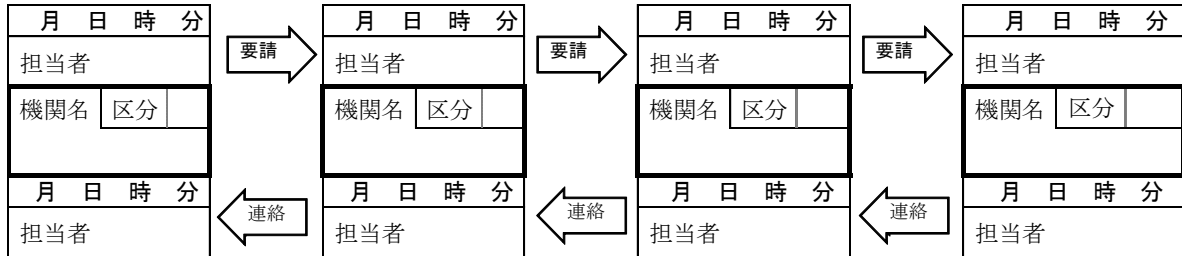 月 日 時 分
担当者
機関名 区分
月 日 時 分
担当者
要請
連絡
月 日 時 分
担当者
機関名 区分
月 日 時 分
担当者
要請
連絡
月 日 時 分
担当者
機関名 区分
月 日 時 分
担当者
要請
連絡
月 日 時 分
担当者
機関名 区分
月 日 時 分
担当者